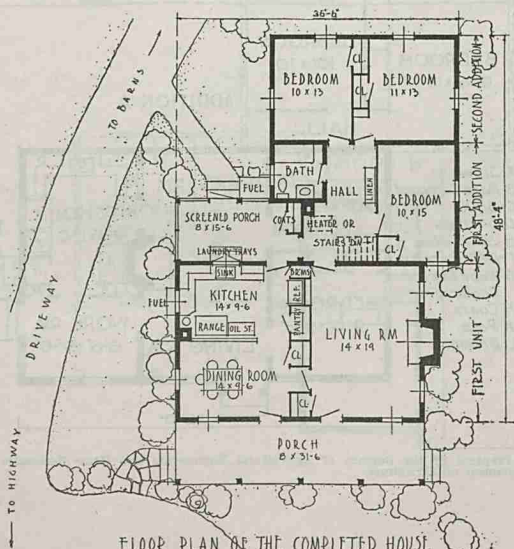 36'-6"
TO BARNS
BEDROOM
10 X 13
CL.
CL.
BEDROOM
11 X 13
SECOND ADDITION
BATH
FUEL
HALL
LINEN
BEDROOM
10 X 15
CL
FIRST ADDITION
48'-4"
SCREENED PORCH
8 X 15-6
COATS
HEATER OR
STAIRS DN
LAUNDRY TRAYS
SINK
FUEL
KITCHEN
14 X 9-6
RANGE
OIL ST.
REF.
PANTRY
CL
LIVING RM
14 X 19
DINING ROOM
14 X 9-6
CL
FIRST UNIT
DRIVEWAY
PORCH
8 X 31-6
TO HIGHWAY
FLOOR PLAN OF THE COMPLETED HOUSE